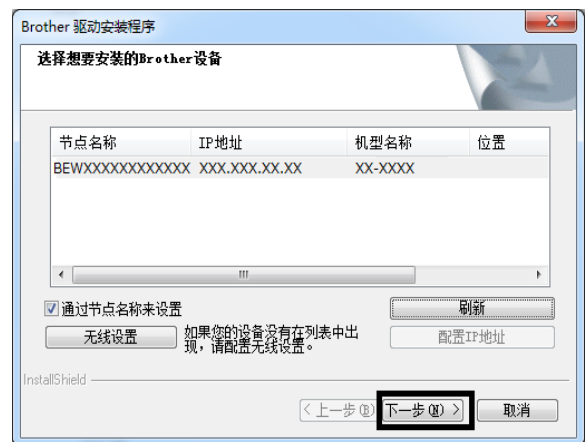 Brother 驱动安装程序
选择想要安装的Brother设备
节点名称 IP地址 机型名称 位置
BEWXXXXXXXXXXXX XXX.XXX.XX.XX XX-XXXX
通过节点名称来设置
刷新
无线设置
如果您的设备没有在列表中出
现，请配置无线设置。
配置IP地址
InstallShield
< 上一步(B)
下一步(N) >
取消